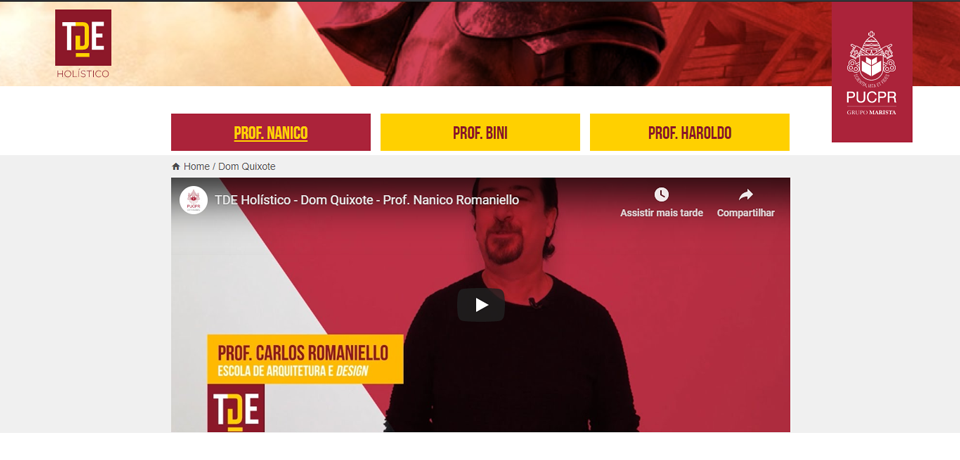 TDE
HOLÍSTICO
PUCPR
GRUPO MARISTA
PROF. NANICO
PROF. BINI
PROF. HAROLDO
Home / Dom Quixote
PUCPR
TDE Holístico - Dom Quixote - Prof. Nanico Romaniello
Assistir mais tarde
Compartilhar
PROF. CARLOS ROMANIELLO
ESCOLA DE ARQUITETURA E DESIGN
TDE